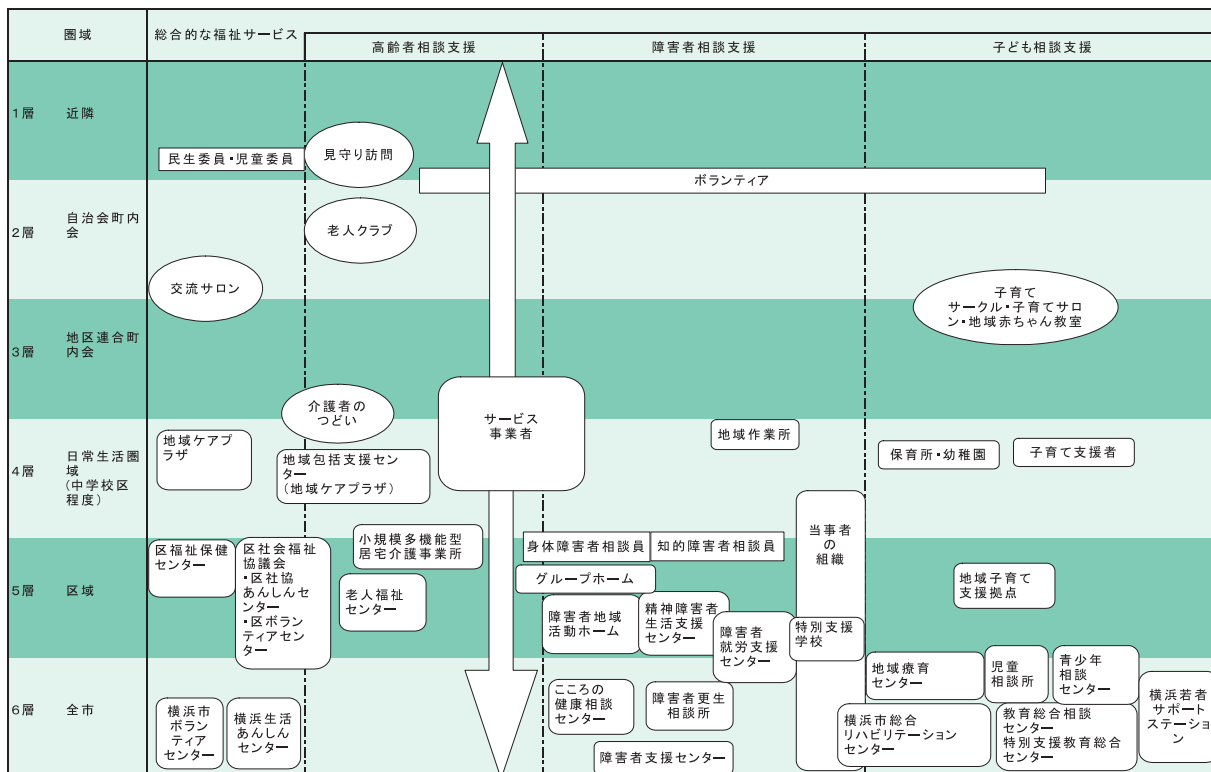 圏域
総合的な福祉サービス
高齢者相談支援
障害者相談支援
子ども相談支援
1層 近隣
民生委員・児童委員
見守り訪問
ボランティア
2層 自治会町内
会
老人クラブ
交流サロン
子育て
サークル・子育てサロ
ン・地域赤ちゃん教室
3層 地区連合町
内会
介護者の
つどい
サービス
事業者
4層 日常生活圏
域
(中学校区
程度)
地域ケアプ
ラザ
地域包括支援セン
ター
(地域ケアプラザ)
地域作業所
保育所・幼稚園
子育て支援者
当事者
の
組織
小規模多機能型
居宅介護事業所
身体障害者相談員
知的障害者相談員
5層 区域
区福祉保健
センター
区社会福祉
協議会
・区社協
あんしんセン
ター
・区ボラン
ティアセン
ター
老人福祉
センター
グループホーム
障害者地域
活動ホーム
精神障害者
生活支援
センター
障害者
就労支援
センター
特別支援
学校
地域子育て
支援拠点
6層 全市
横浜市
ボラン
ティア
センター
横浜生活
あんしん
センター
こころの
健康相談
センター
障害者更生
相談所
障害者支援センター
地域療育
センター
児童
相談所
青少年
相談
センター
横浜市総合
リハビリテーション
センター
教育総合相談
センター
特別支援教育総合
センター
横浜若者
サポート
ステーショ
ン